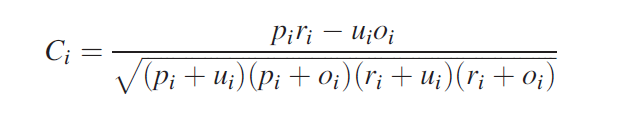 C_i = \frac{p_i r_i - u_i o_i}{\sqrt{(p_i + u_i)(p_i + o_i)(r_i + u_i)(r_i + o_i)}}